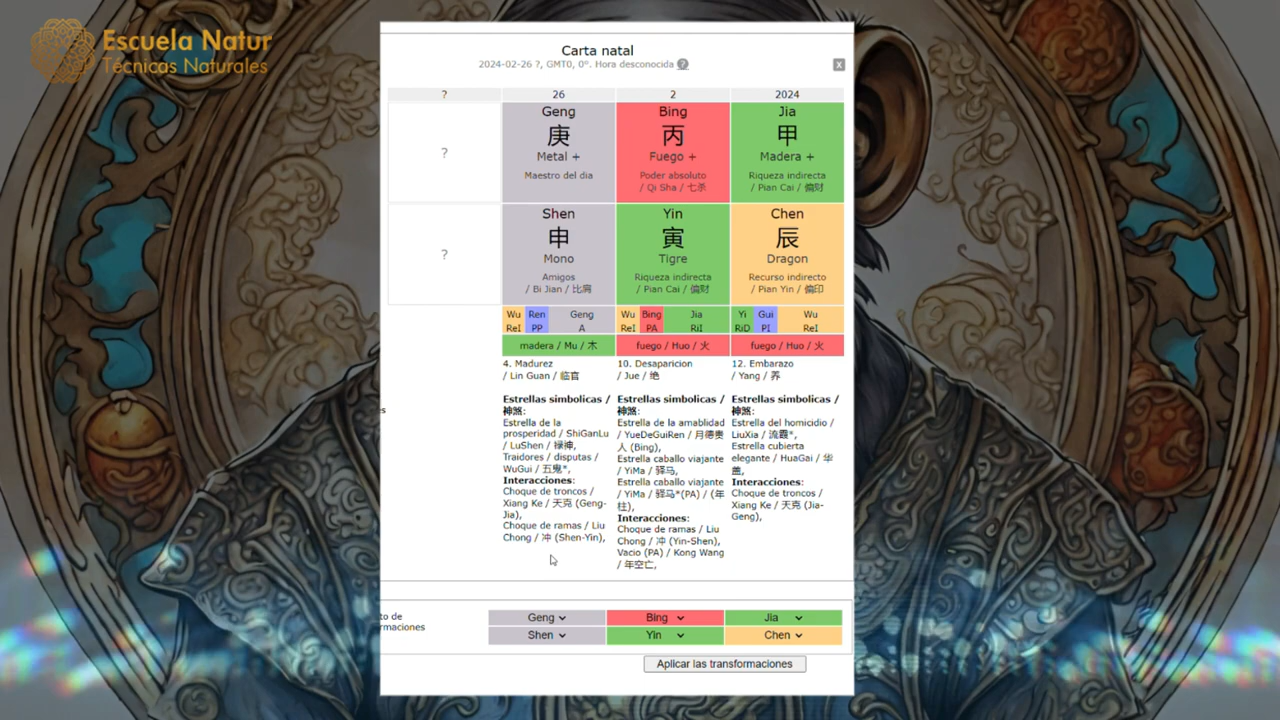 Escuela Natur
Técnicas Naturales
Carta natal
2024-02-26 ?, GMT0, 0°. Hora desconocida ?
X
? 26 2 2024
? Geng Bing Jia
庚 丙 甲
Metal + Fuego + Madera +
Maestro del dia Poder absoluto Riqueza indirecta
/ Qi Sha / 七杀 / Pian Cai / 偏财
? Shen Yin Chen
申 寅 辰
Mono Tigre Dragon
Amigos Riqueza indirecta Recurso indirecto
/ Bi Jian / 比肩 / Pian Cai / 偏财 / Pian Yin / 偏印
Wu Ren Geng Wu Bing Jia Yi Gui Wu
ReI PP A ReI PA RiI RiD PI ReI
madera / Mu / 木 fuego / Huo / 火 fuego / Huo / 火
4. Madurez
/ Lin Guan / 临官
Estrellas simbolicas /
神煞:
Estrella de la
prosperidad / ShiGanLu
/ LuShen / 禄神,
Traidores / disputas /
WuGui / 五鬼*,
Interacciones:
Choque de troncos /
Xiang Ke / 天克 (Geng-
Jia),
Choque de ramas / Liu
Chong / 冲 (Shen-Yin),
10. Desaparicion
/ Jue / 绝
Estrellas simbolicas /
神煞:
Estrella de la amablidad
/ YueDeGuiRen / 月德贵
人 (Bing),
Estrella caballo viajante
/ YiMa / 驿马,
Estrella caballo viajante
/ YiMa / 驿马*(PA) / (年
柱),
Interacciones:
Choque de ramas / Liu
Chong / 冲 (Yin-Shen),
Vacio (PA) / Kong Wang
/ 年空亡,
12. Embarazo
/ Yang / 养
Estrellas simbolicas /
神煞:
Estrella del homicidio /
LiuXia / 流霞*,
Estrella cubierta
elegante / HuaGai / 华
盖,
Interacciones:
Choque de troncos /
Xiang Ke / 天克 (Jia-
Geng),
es
to de
rmaciones
Geng Bing Jia
Shen Yin Chen
Aplicar las transformaciones